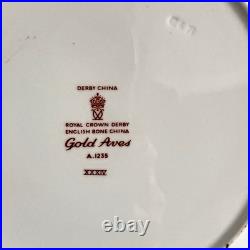 DERBY CHINA
ROYAL CROWN DERBY
ENGLISH BONE CHINA
Gold Aves
A.1235
XXXIV